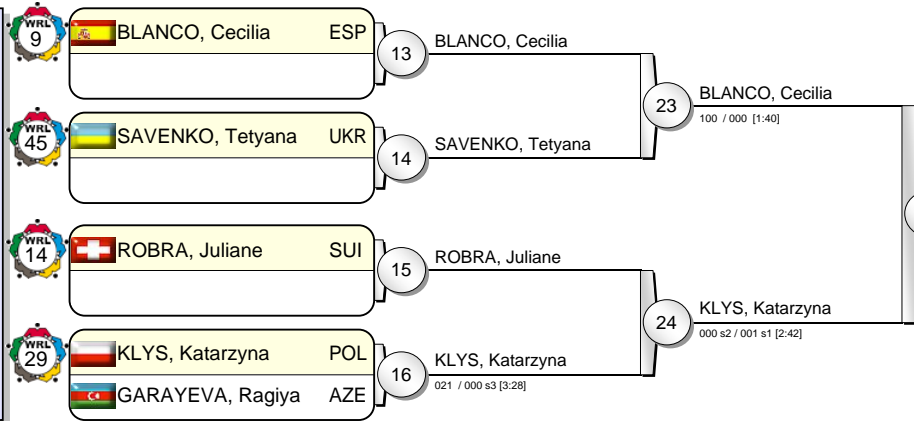 WRL
9
BLANCO, Cecilia ESP
13
BLANCO, Cecilia
23
BLANCO, Cecilia
100 / 000 [1:40]
WRL
45
SAVENKO, Tetyana UKR
14
SAVENKO, Tetyana
WRL
14
ROBRA, Juliane SUI
15
ROBRA, Juliane
24
KLYS, Katarzyna
000 s2 / 001 s1 [2:42]
WRL
29
KLYS, Katarzyna POL
16
KLYS, Katarzyna
021 / 000 s3 [3:28]
GARAYEVA, Ragiya AZE